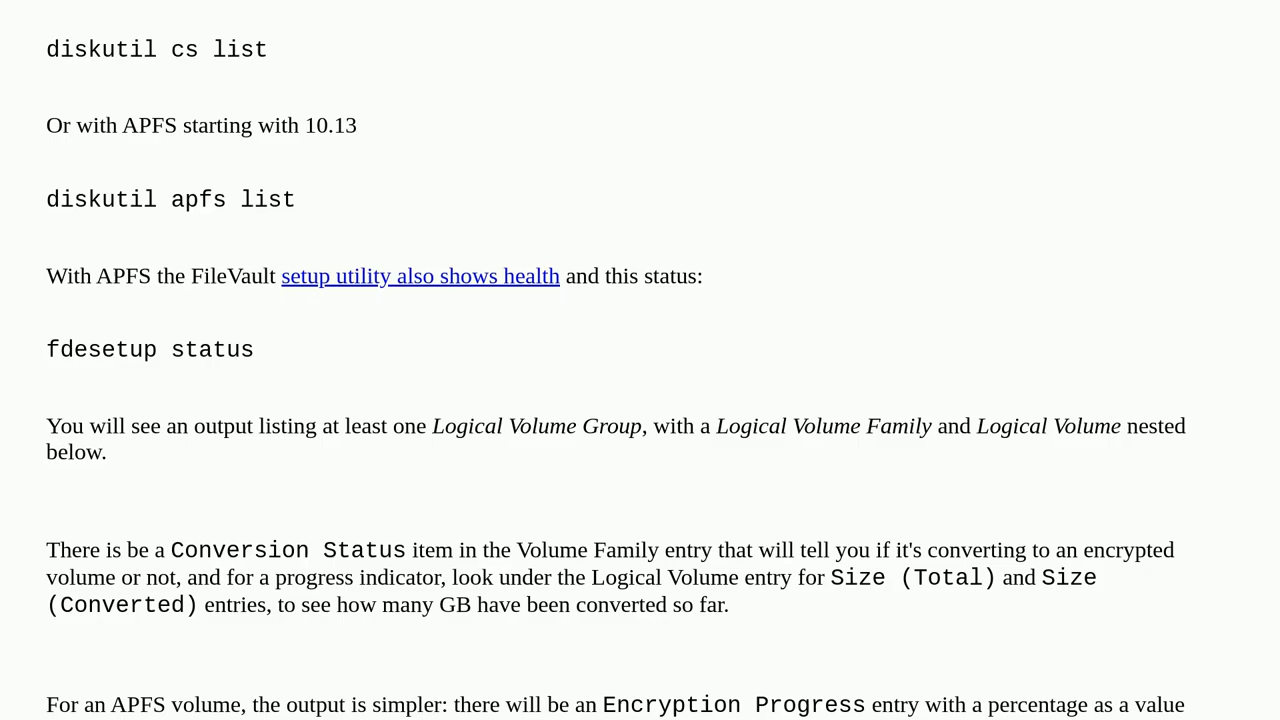 diskutil cs list
Or with APFS starting with 10.13
diskutil apfs list
With APFS the FileVault setup utility also shows health and this status:
fdesetup status
You will see an output listing at least one Logical Volume Group, with a Logical Volume Family and Logical Volume nested
below.
There is be a Conversion Status item in the Volume Family entry that will tell you if it's converting to an encrypted
volume or not, and for a progress indicator, look under the Logical Volume entry for Size (Total) and Size
(Converted) entries, to see how many GB have been converted so far.
For an APFS volume, the output is simpler: there will be an Encryption Progress entry with a percentage as a value